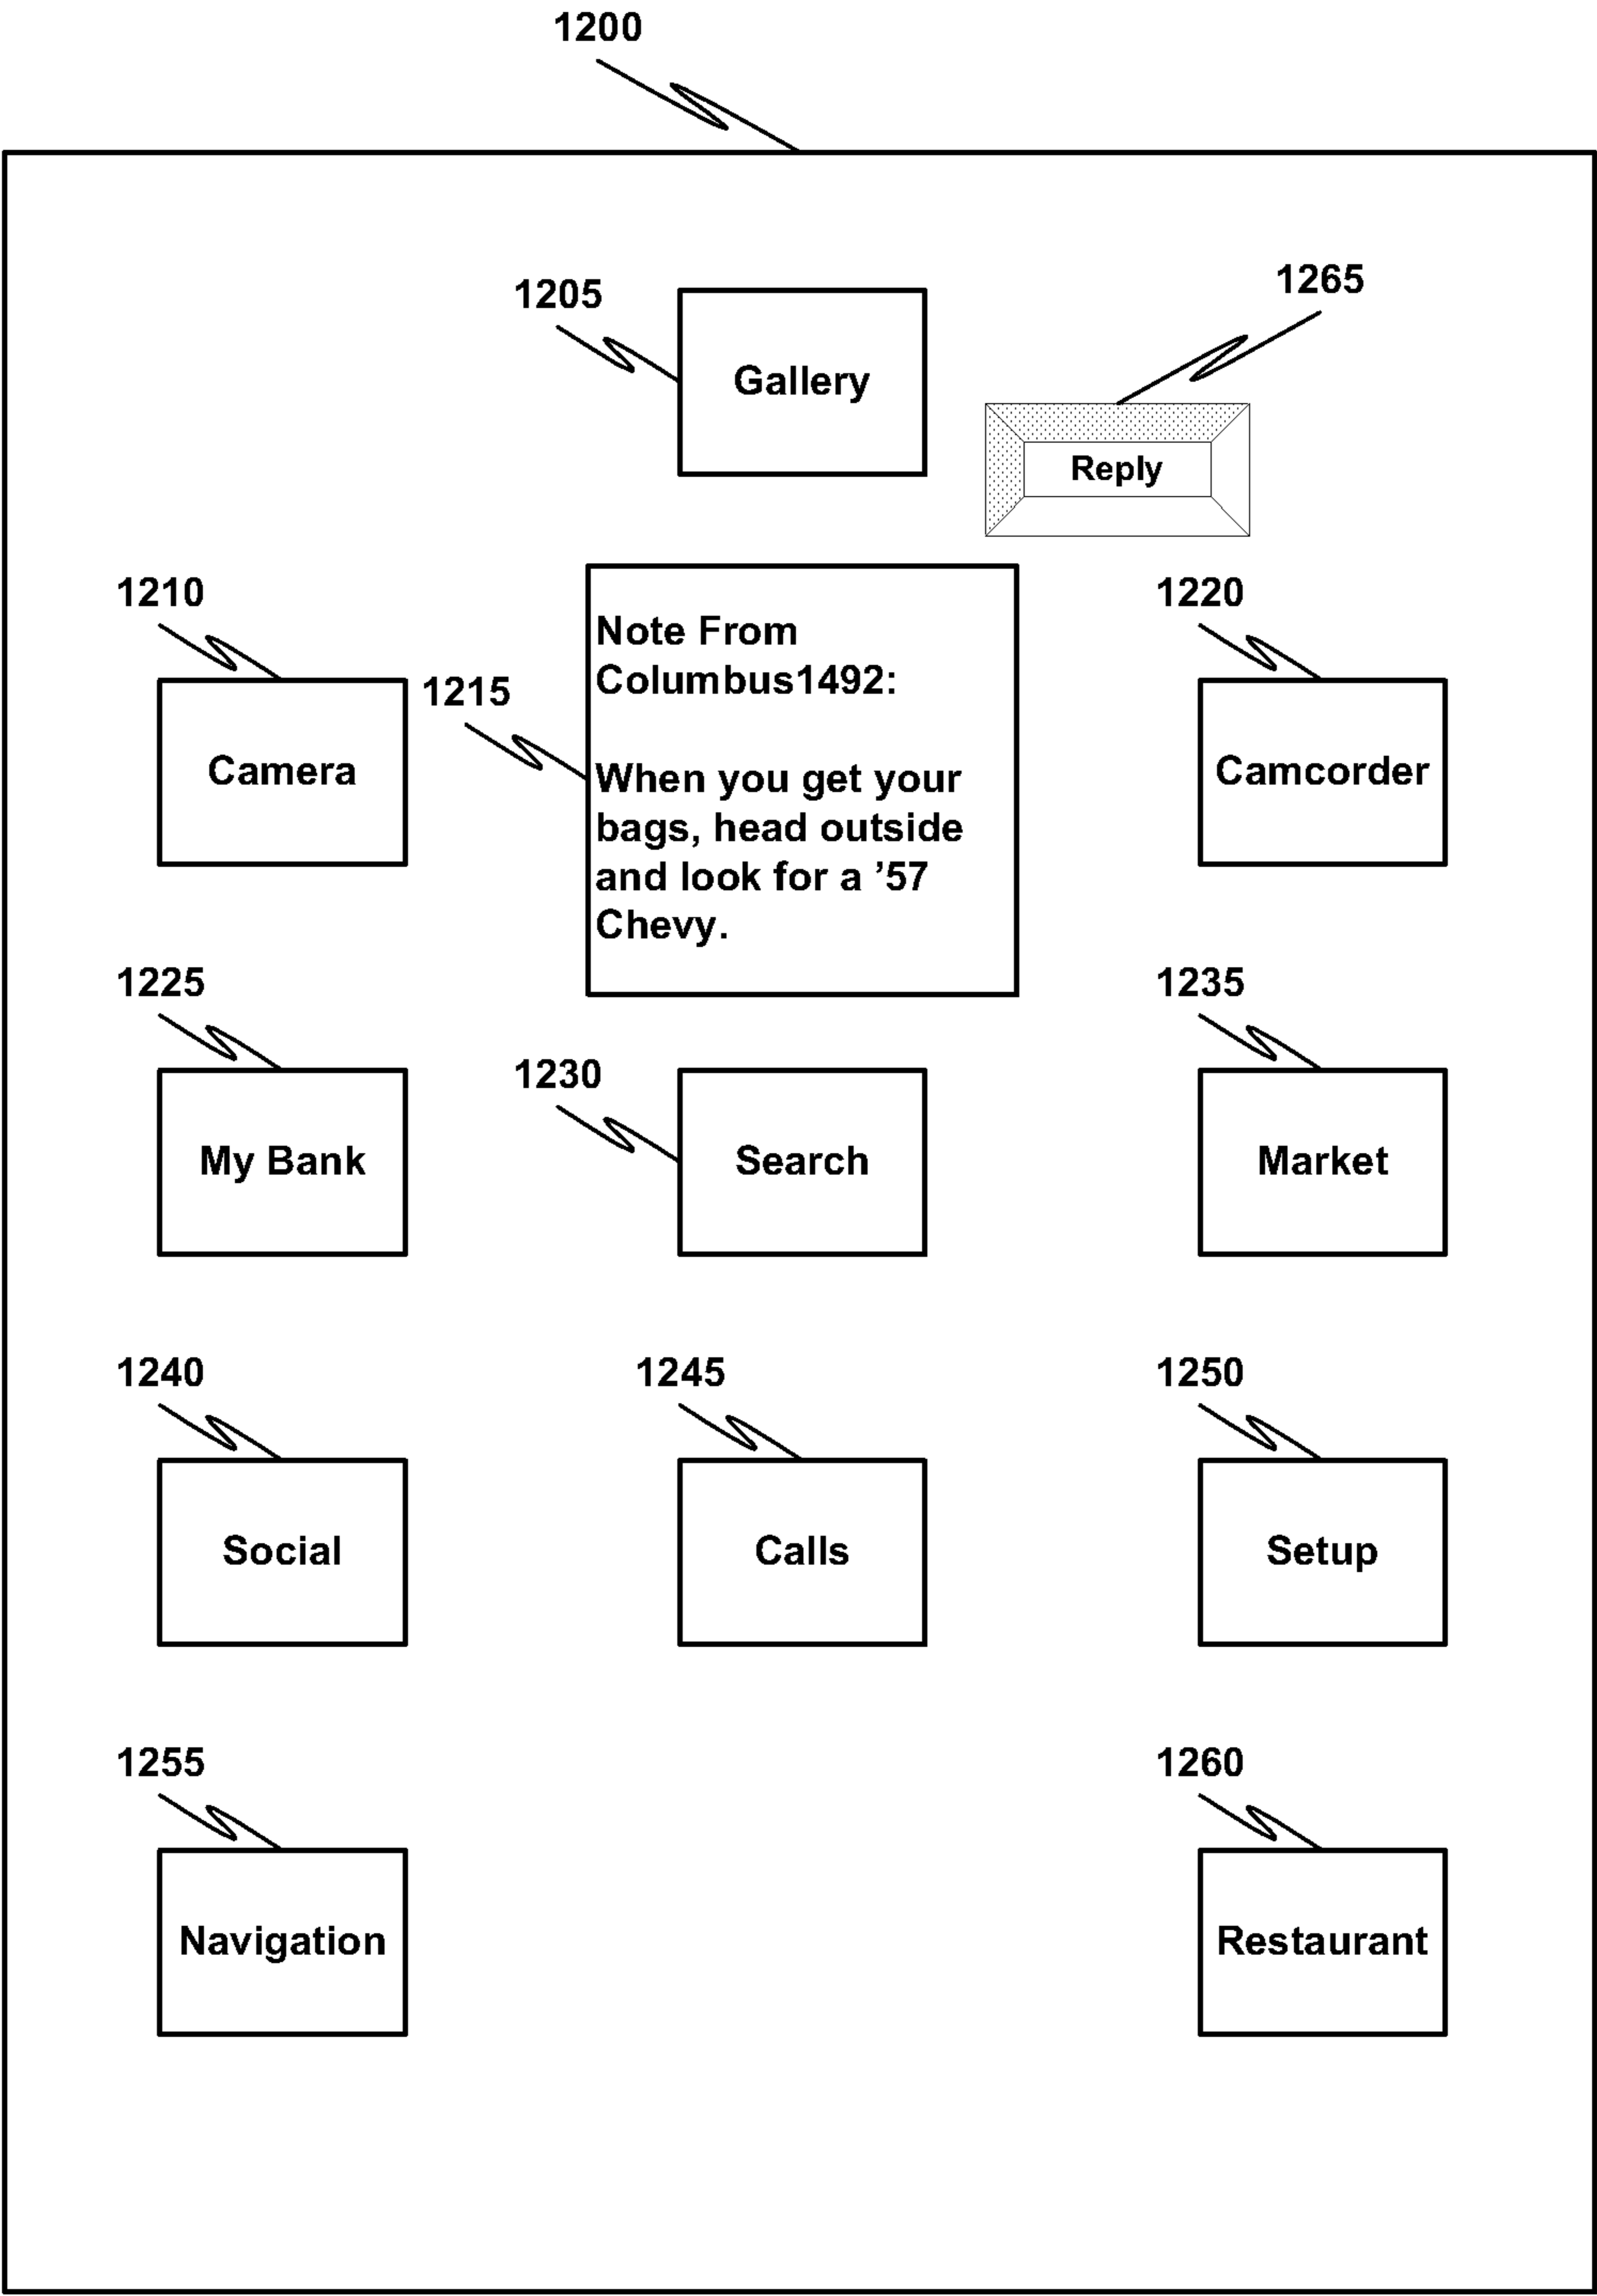 1200
1205
1265
Gallery
Reply
1210
1220
1215
Note From
Columbus1492:
When you get your
bags, head outside
and look for a ’57
Chevy.
Camera
Camcorder
1225
1235
1230
My Bank
Search
Market
1240
1245
1250
Social
Calls
Setup
1255
1260
Navigation
Restaurant